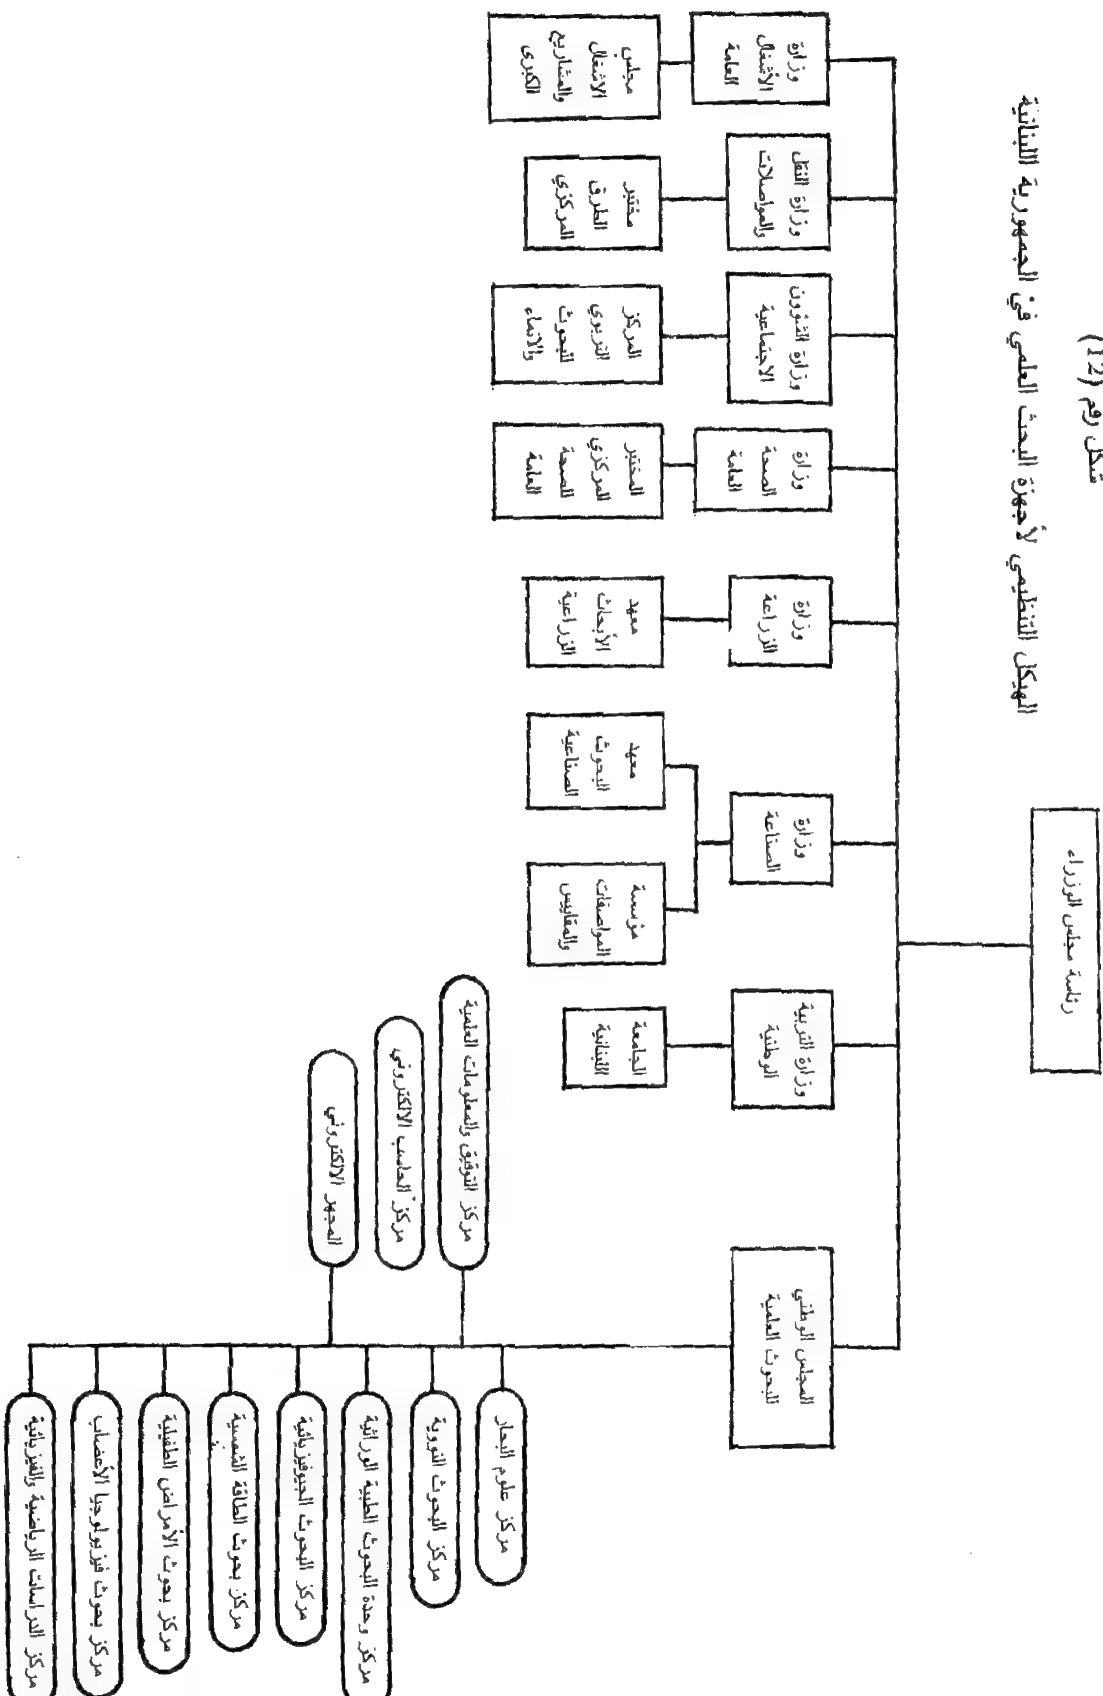 شكل رقم (12)
الهيكل التنظيمي لأجهزة البحث العلمي في الجمهورية اللبنانية
رئاسة مجلس الوزراء
المجلس الوطني
للبحوث العلمية
وزارة التربية
الوطنية
وزارة
الصناعة
وزارة
الزراعة
وزارة
الصحة
العامة
وزارة الشؤون
الاجتماعية
وزارة النقل
والمواصلات
وزارة
الأشغال
العامة
الجامعة
اللبنانية
مؤسسة
المواصفات
والمقاييس
معهد
البحوث
الصناعية
معهد
الأبحاث
الزراعية
المختبر
المركزي
للصحة
العامة
المركز
التربوي
للبحوث
والانماء
مختبر
الطرق
المركزي
مجلس
الاشغال
والمشاريع
الكبرى
مركز علوم البحار
مركز البحوث النووية
مركز وحدة البحوث الطبية الوراثية
مركز البحوث الجيوفيزيائية
مركز بحوث الطاقة الشمسية
مركز بحوث الأمراض الطفيلية
مركز بحوث فيزيولوجيا الأعصاب
مركز الدراسات الرياضية والفيزيائية
مركز التوثيق والمعلومات العلمية
مركز الحاسب الالكتروني
المجهر الالكتروني